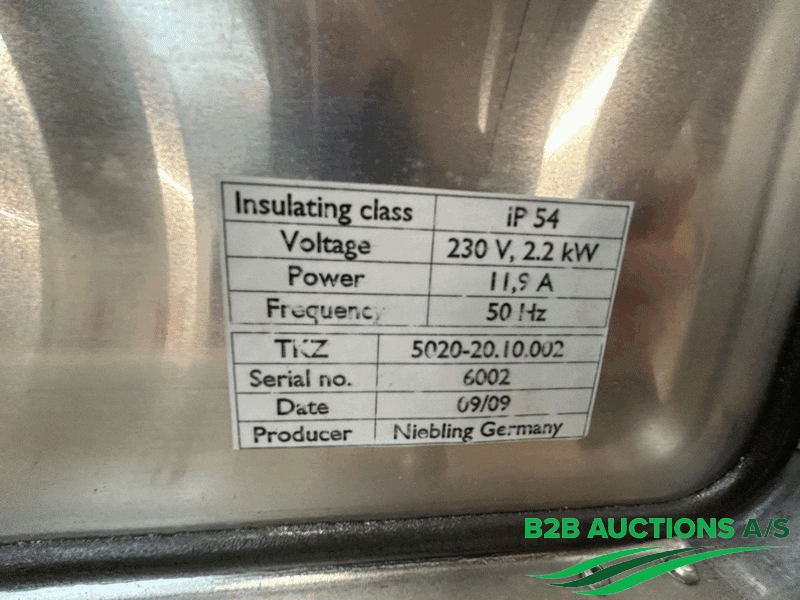 Insulating class iP 54
Voltage 230 V, 2.2 kW
Power 11,9 A
Frequency 50 Hz
TKZ 5020-20.10.002
Serial no. 6002
Date 09/09
Producer Niebling Germany
B2B AUCTIONS A/S